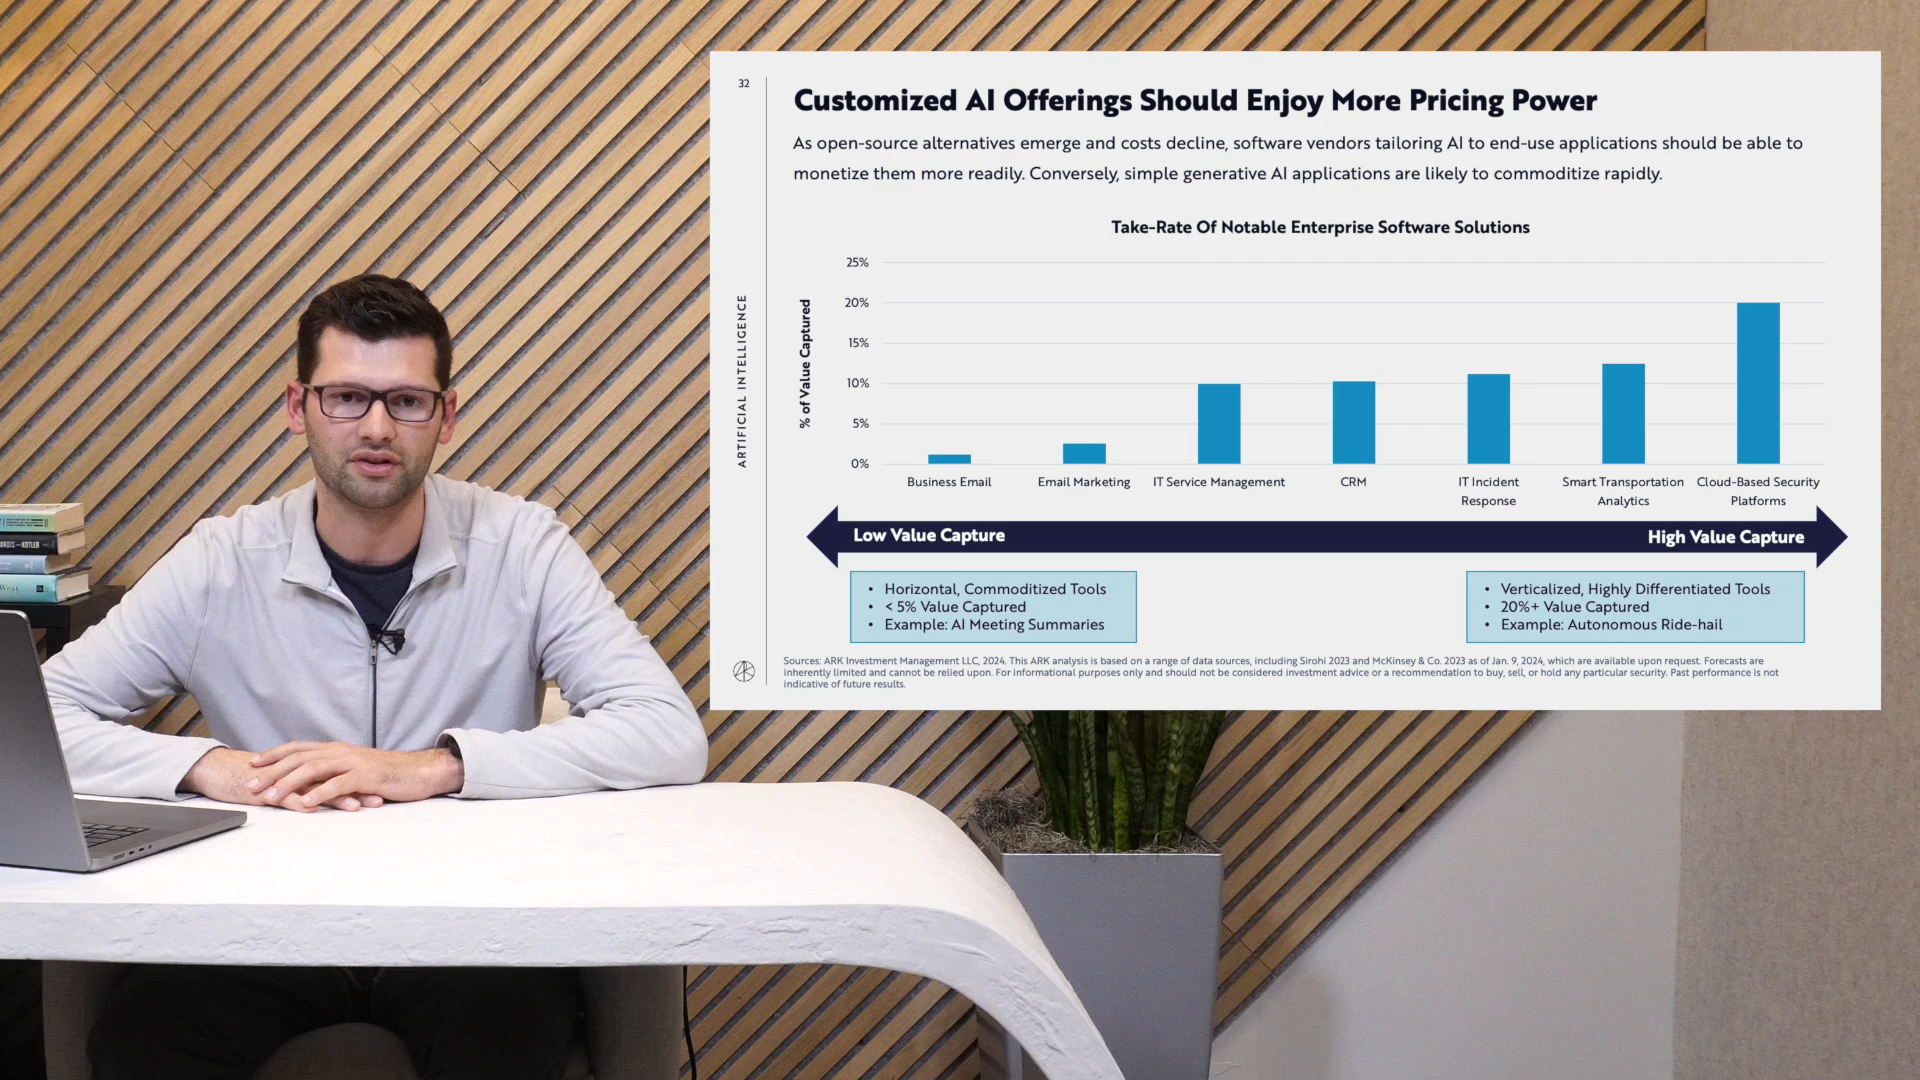 32
Customized AI Offerings Should Enjoy More Pricing Power
As open-source alternatives emerge and costs decline, software vendors tailoring AI to end-use applications should be able to
monetize them more readily. Conversely, simple generative AI applications are likely to commoditize rapidly.
ARTIFICIAL INTELLIGENCE
Take-Rate Of Notable Enterprise Software Solutions
% of Value Captured
25%
20%
15%
10%
5%
0%
Business Email
Email Marketing
IT Service Management
CRM
IT Incident
Response
Smart Transportation
Analytics
Cloud-Based Security
Platforms
Low Value Capture
High Value Capture
• Horizontal, Commoditized Tools
• < 5% Value Captured
• Example: AI Meeting Summaries
• Verticalized, Highly Differentiated Tools
• 20%+ Value Captured
• Example: Autonomous Ride-hail
Sources: ARK Investment Management LLC, 2024. This ARK analysis is based on a range of data sources, including Sirohi 2023 and McKinsey & Co. 2023 as of Jan. 9, 2024, which are available upon request. Forecasts are
inherently limited and cannot be relied upon. For informational purposes only and should not be considered investment advice or a recommendation to buy, sell, or hold any particular security. Past performance is not
indicative of future results.
KOTLER